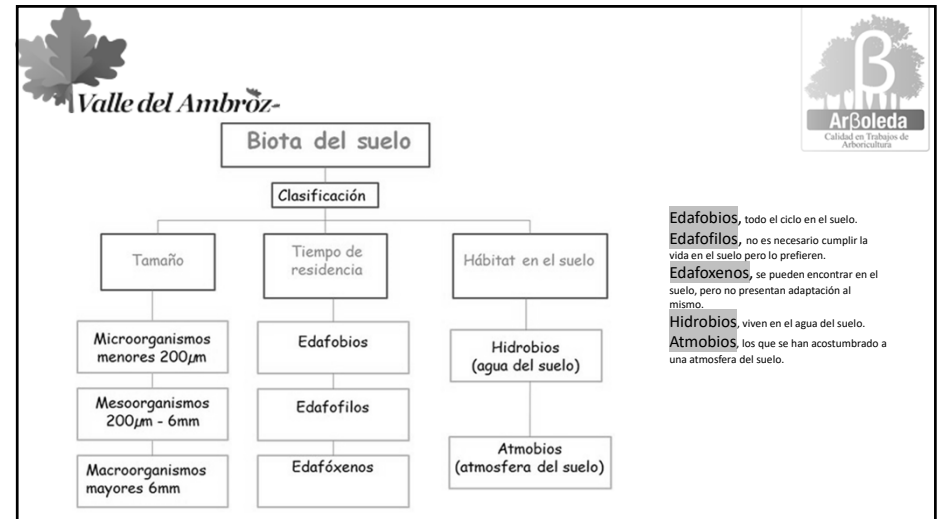 Valle del Ambroz-
β
Arβoleda
Calidad en Trabajos de
Arboricultura
Biota del suelo
Clasificación
Tamaño
Tiempo de
residencia
Hábitat en el suelo
Microorganismos
menores 200µm
Mesoorganismos
200µm - 6mm
Macroorganismos
mayores 6mm
Edafobios
Edafofilos
Edafóxenos
Hidrobios
(agua del suelo)
Atmobios
(atmosfera del suelo)
Edafobios, todo el ciclo en el suelo.
Edafofilos, no es necesario cumplir la
vida en el suelo pero lo prefieren.
Edafoxenos, se pueden encontrar en el
suelo, pero no presentan adaptación al
mismo.
Hidrobios, viven en el agua del suelo.
Atmobios, los que se han acostumbrado a
una atmosfera del suelo.